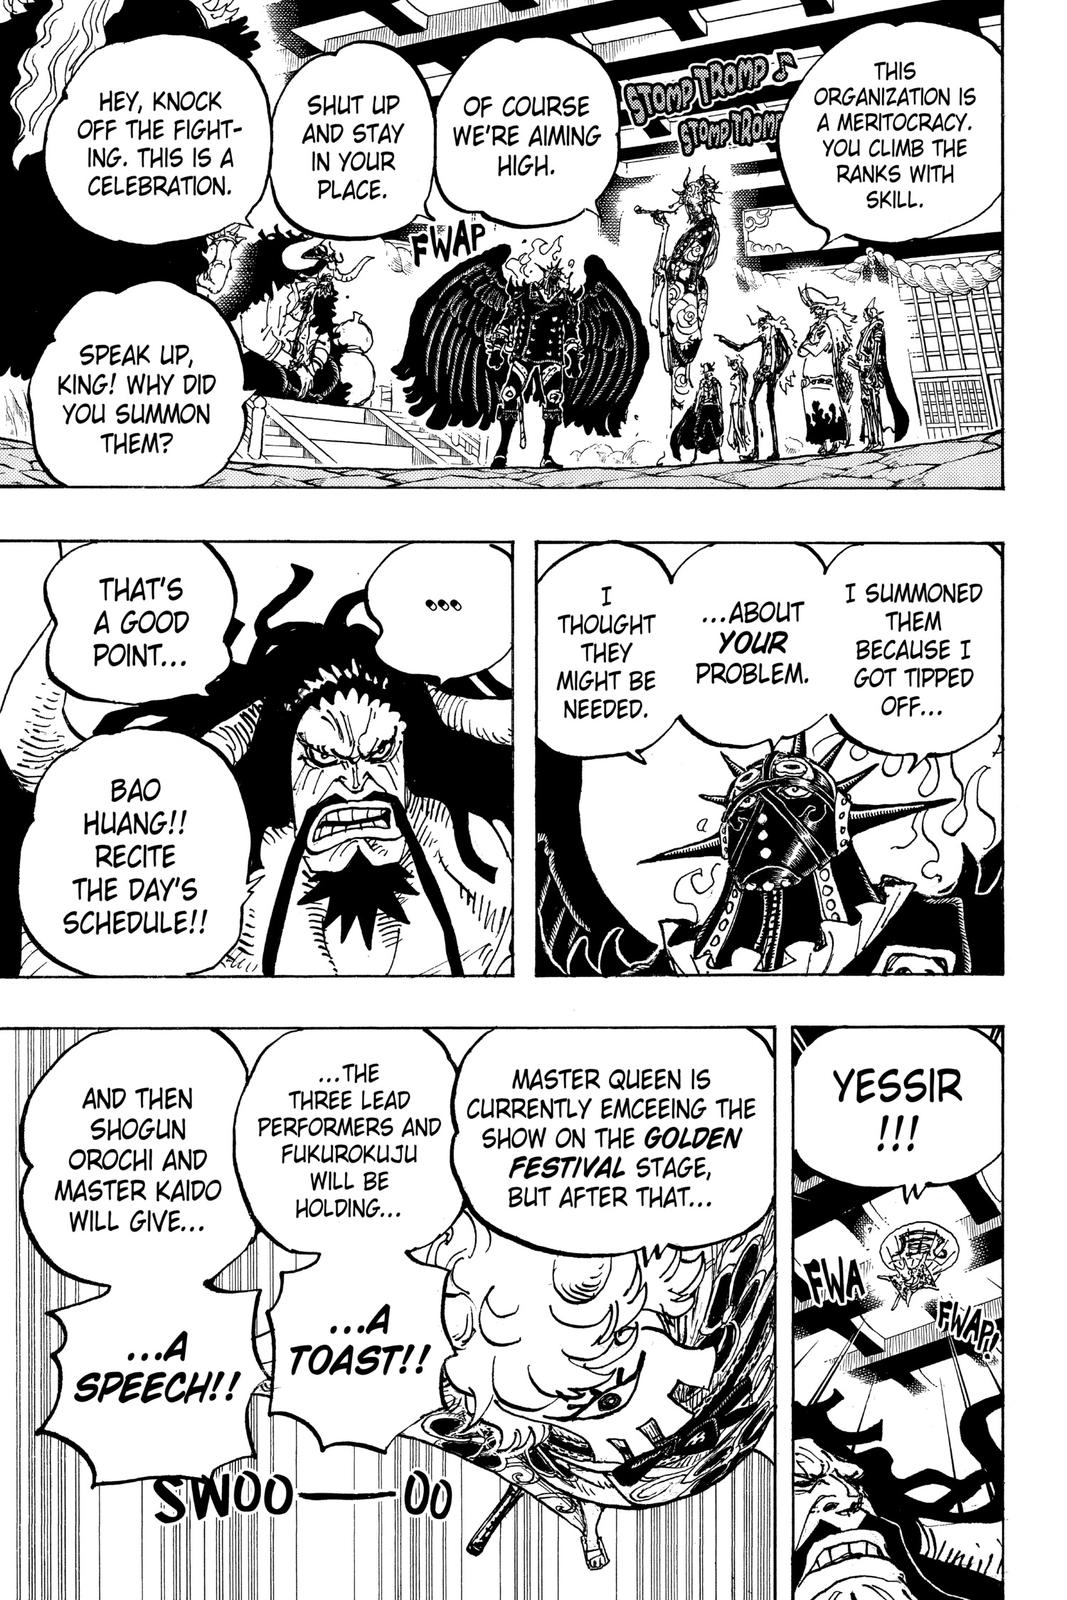 THIS
ORGANIZATION IS
A MERITOCRACY.
YOU CLIMB THE
RANKS WITH
SKILL.
STOMP TROMP
STOMP TROMP
OF COURSE
WE'RE AIMING
HIGH.
SHUT UP
AND STAY
IN YOUR
PLACE.
FWAP
HEY, KNOCK
OFF THE FIGHT-
ING. THIS IS A
CELEBRATION.
SPEAK UP,
KING! WHY DID
YOU SUMMON
THEM?
I SUMMONED
THEM
BECAUSE I
GOT TIPPED
OFF...
...ABOUT
YOUR
PROBLEM.
I
THOUGHT
THEY
MIGHT BE
NEEDED.
...
THAT'S
A GOOD
POINT...
BAO
HUANG!!
RECITE
THE DAY'S
SCHEDULE!!
YESSIR
!!!
FWA
FWAP!
MASTER QUEEN IS
CURRENTLY EMCEEING THE
SHOW ON THE GOLDEN
FESTIVAL STAGE,
BUT AFTER THAT...
...THE
THREE LEAD
PERFORMERS AND
FUKUROKUJU
WILL BE
HOLDING...
...A
TOAST!!
AND THEN
SHOGUN
OROCHI AND
MASTER KAIDO
WILL GIVE...
...A
SPEECH!!
SWOO—OO